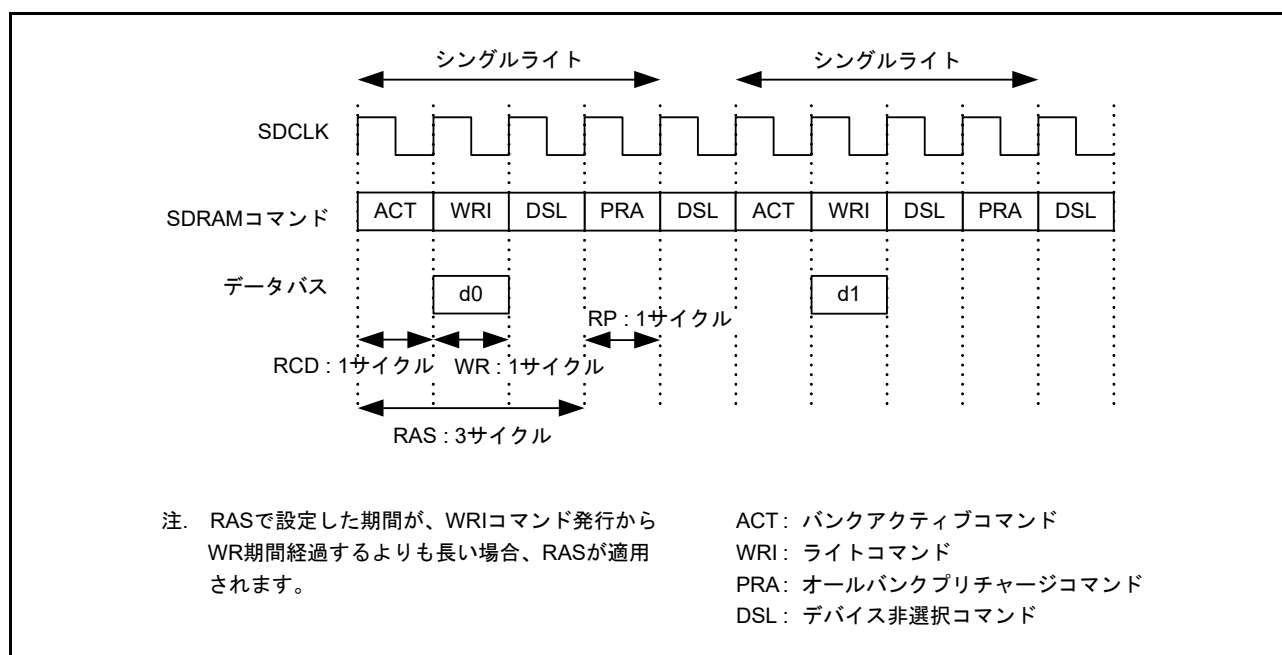 シングルライト シングルライト
SDCLK
SDRAMコマンド ACT WRI DSL PRA DSL ACT WRI DSL PRA DSL
データバス d0 d1
RP : 1サイクル
RCD : 1サイクル WR : 1サイクル
RAS : 3サイクル
注. RASで設定した期間が、WRIコマンド発行から
WR期間経過するよりも長い場合、RASが適用
されます。
ACT : バンクアクティブコマンド
WRI : ライトコマンド
PRA : オールバンクプリチャージコマンド
DSL : デバイス非選択コマンド